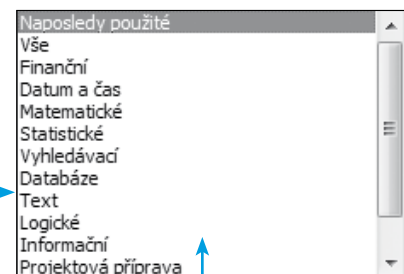 Naposledy použité
Vše
Finanční
Datum a čas
Matematické
Statistické
Vyhledávací
Databáze
Text
Logické
Informační
Projektová příprava